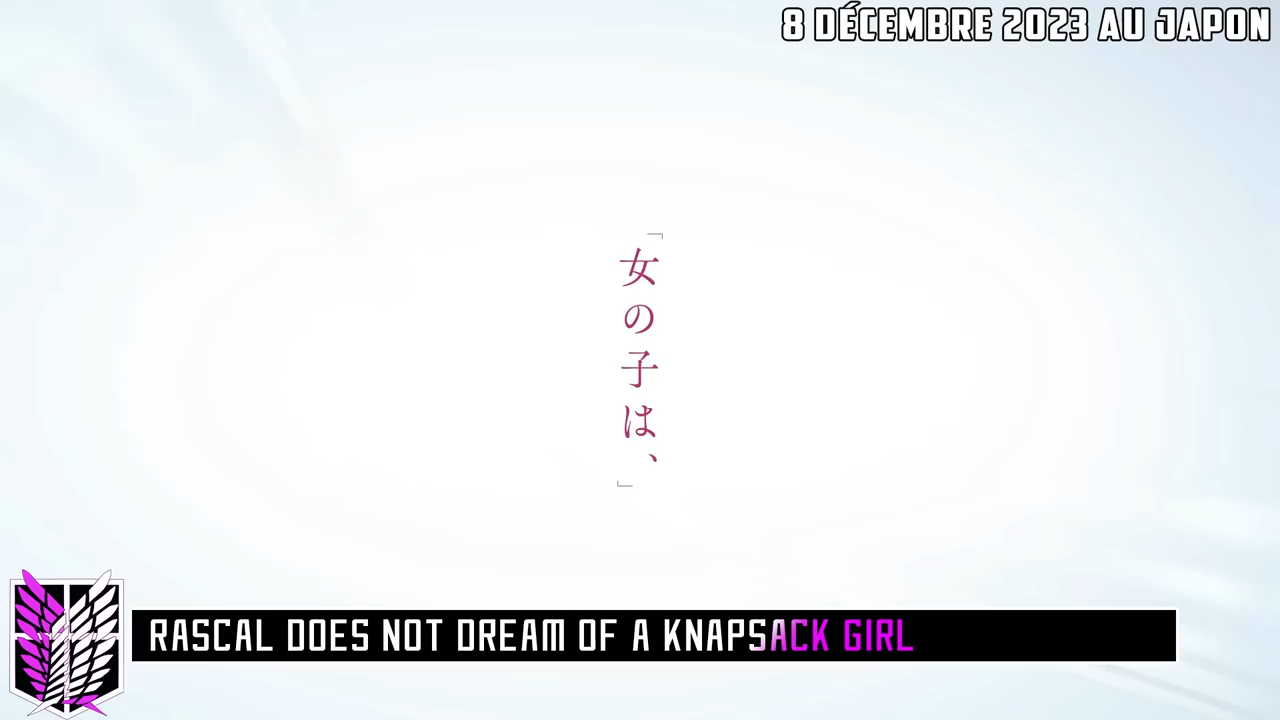 8 DÉCEMBRE 2023 AU JAPON
「女の子は、」
RASCAL DOES NOT DREAM OF A KNAPSACK GIRL